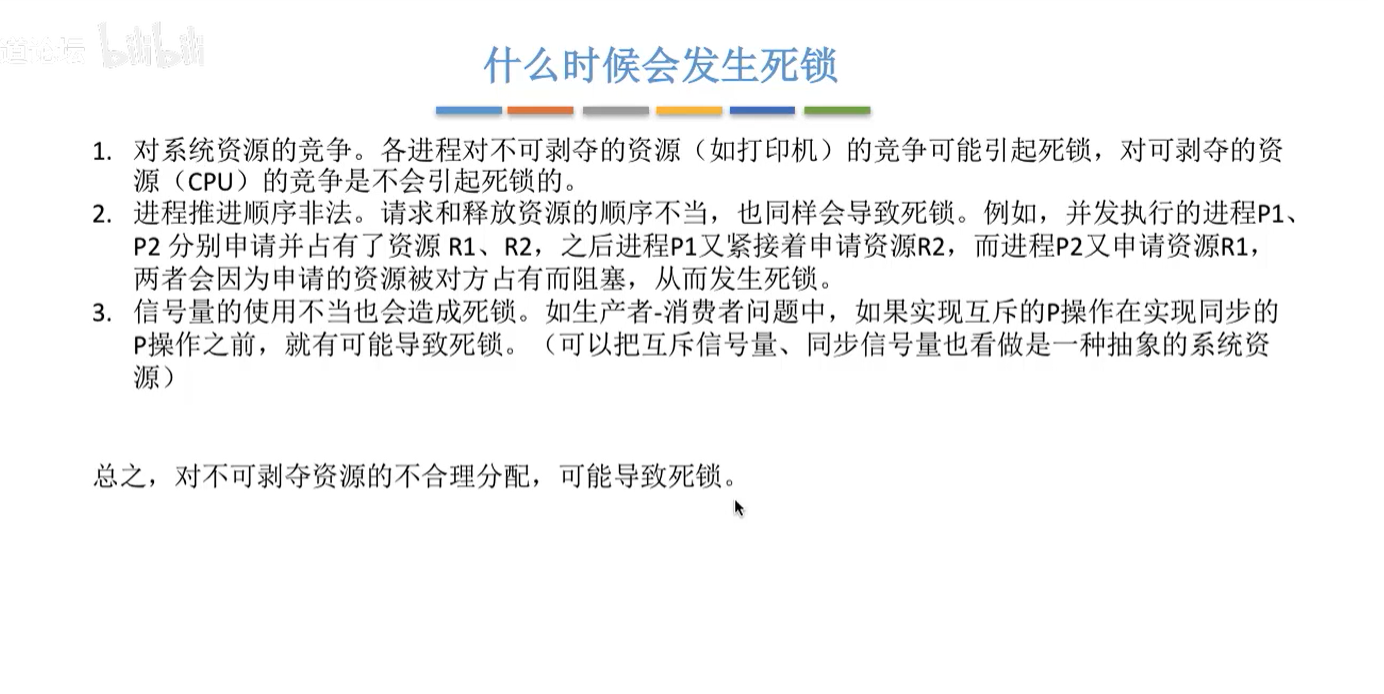 道论坛 bilibili
什么时候会发生死锁
1. 对系统资源的竞争。各进程对不可剥夺的资源（如打印机）的竞争可能引起死锁，对可剥夺的资
源（CPU）的竞争是不会引起死锁的。
2. 进程推进顺序非法。请求和释放资源的顺序不当，也同样会导致死锁。例如，并发执行的进程P1、
P2 分别申请并占有了资源 R1、R2，之后进程P1又紧接着申请资源R2，而进程P2又申请资源R1，
两者会因为申请的资源被对方占有而阻塞，从而发生死锁。
3. 信号量的使用不当也会造成死锁。如生产者-消费者问题中，如果实现互斥的P操作在实现同步的
P操作之前，就有可能导致死锁。（可以把互斥信号量、同步信号量也看做是一种抽象的系统资
源）
总之，对不可剥夺资源的不合理分配，可能导致死锁。